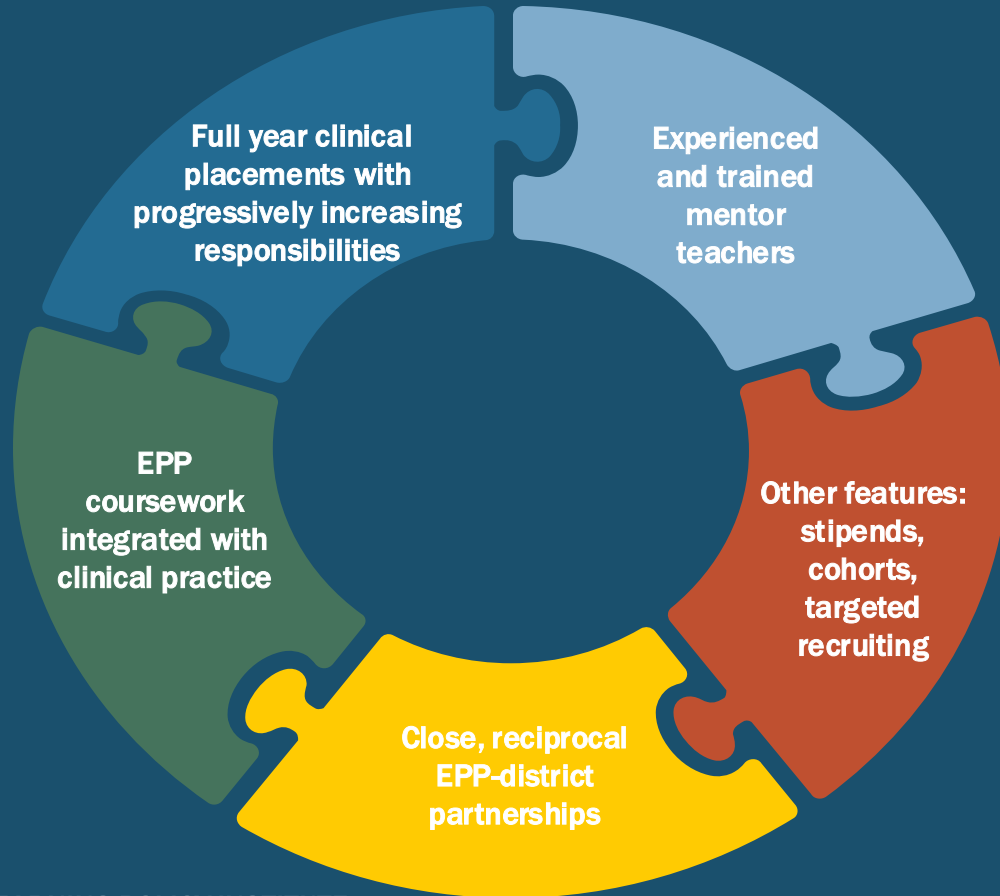 Full year clinical
placements with
progressively increasing
responsibilities
Experienced
and trained
mentor
teachers
Other features:
stipends,
cohorts,
targeted
recruiting
Close, reciprocal
EPP-district
partnerships
EPP
coursework
integrated with
clinical practice